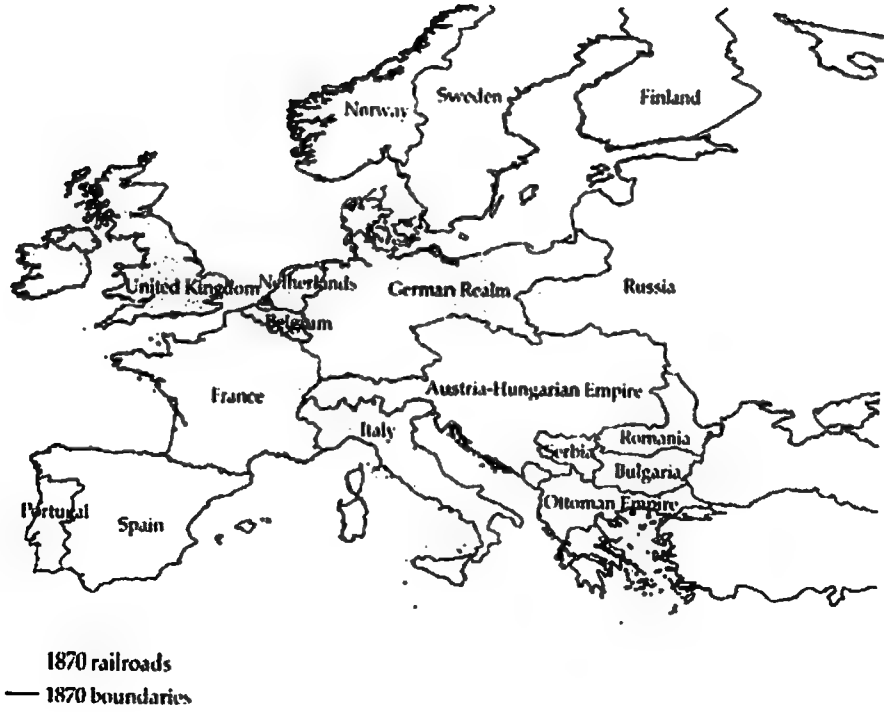 Norway
Sweden
Finland
United Kingdom
Netherlands
German Realm
Russia
Belgium
France
Austria-Hungarian Empire
Italy
Serbia
Romania
Bulgaria
Ottoman Empire
Portugal
Spain
1870 railroads
1870 boundaries